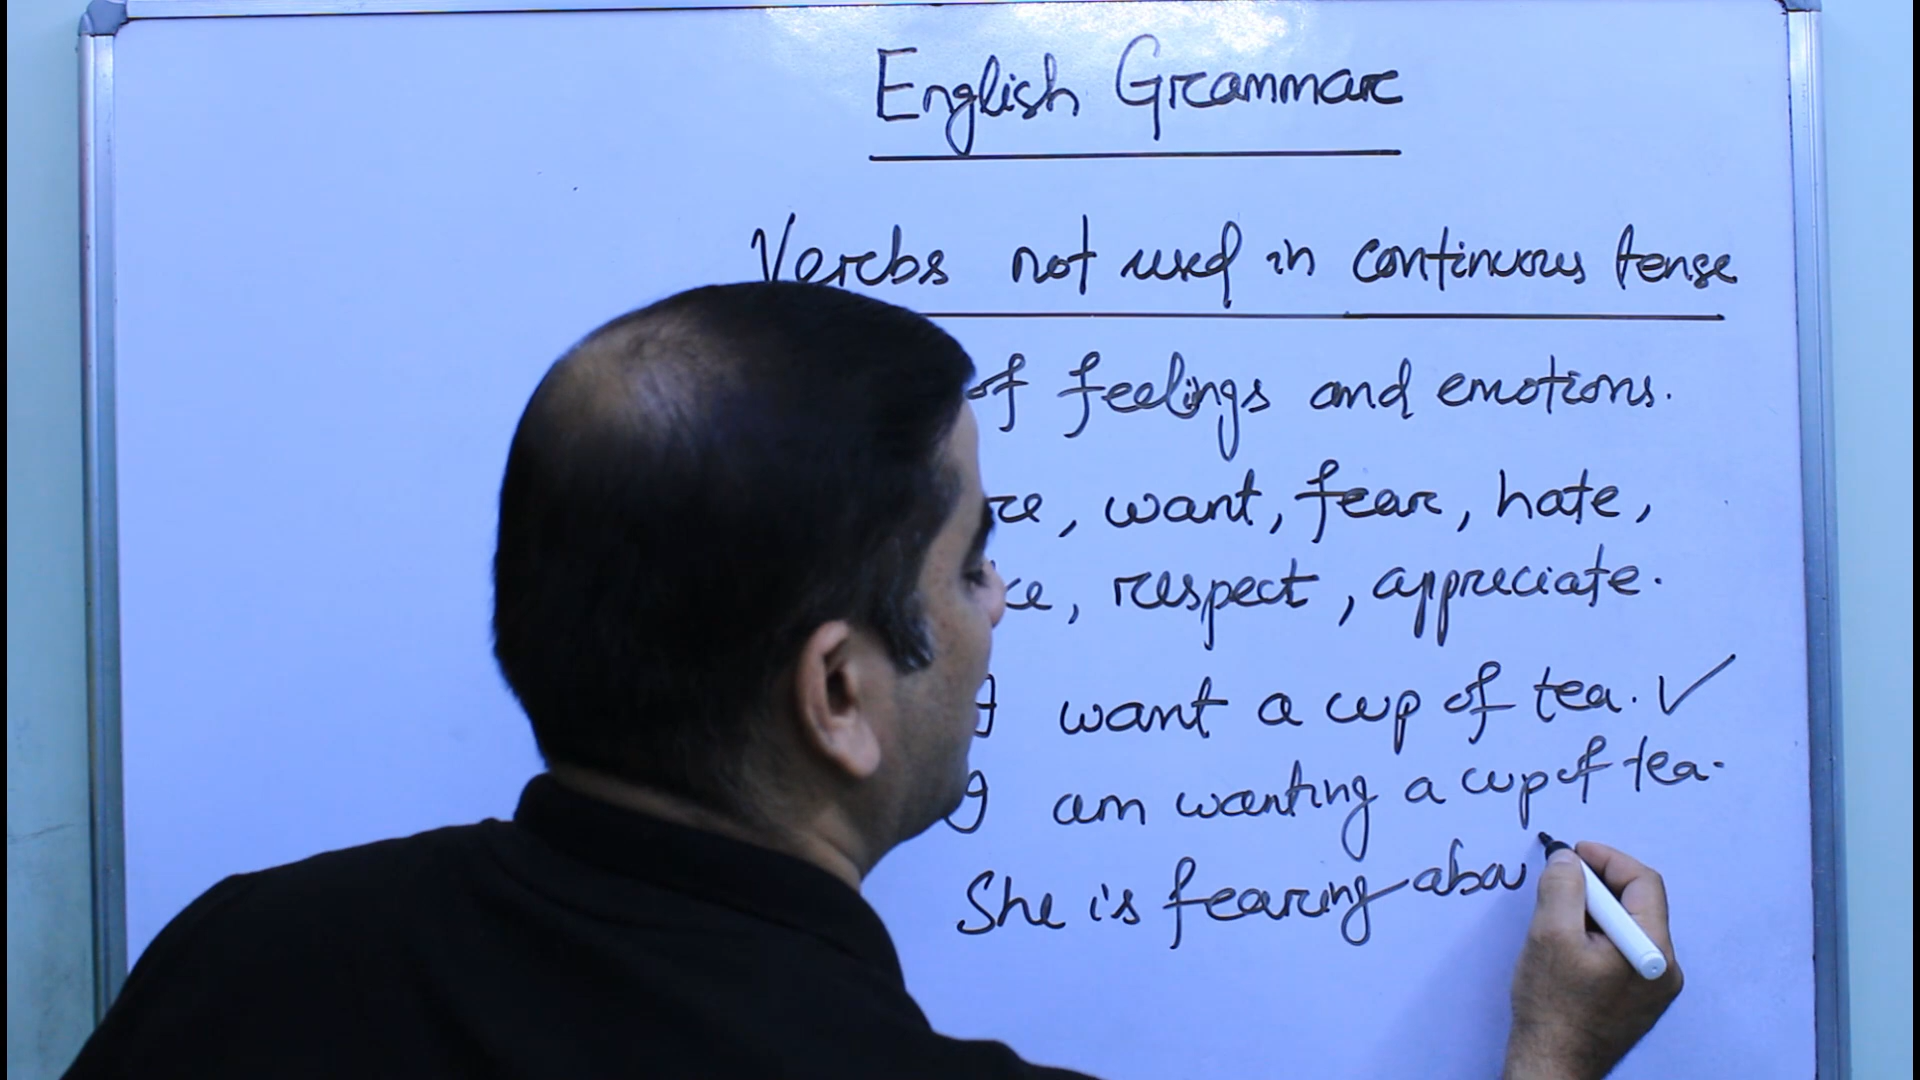 English Grammar
Verbs not used in continuous tense
of feelings and emotions.
, want, fear, hate,
, respect, appreciate.
I want a cup of tea. ✓
I am wanting a cup of tea.
She is fearing abou